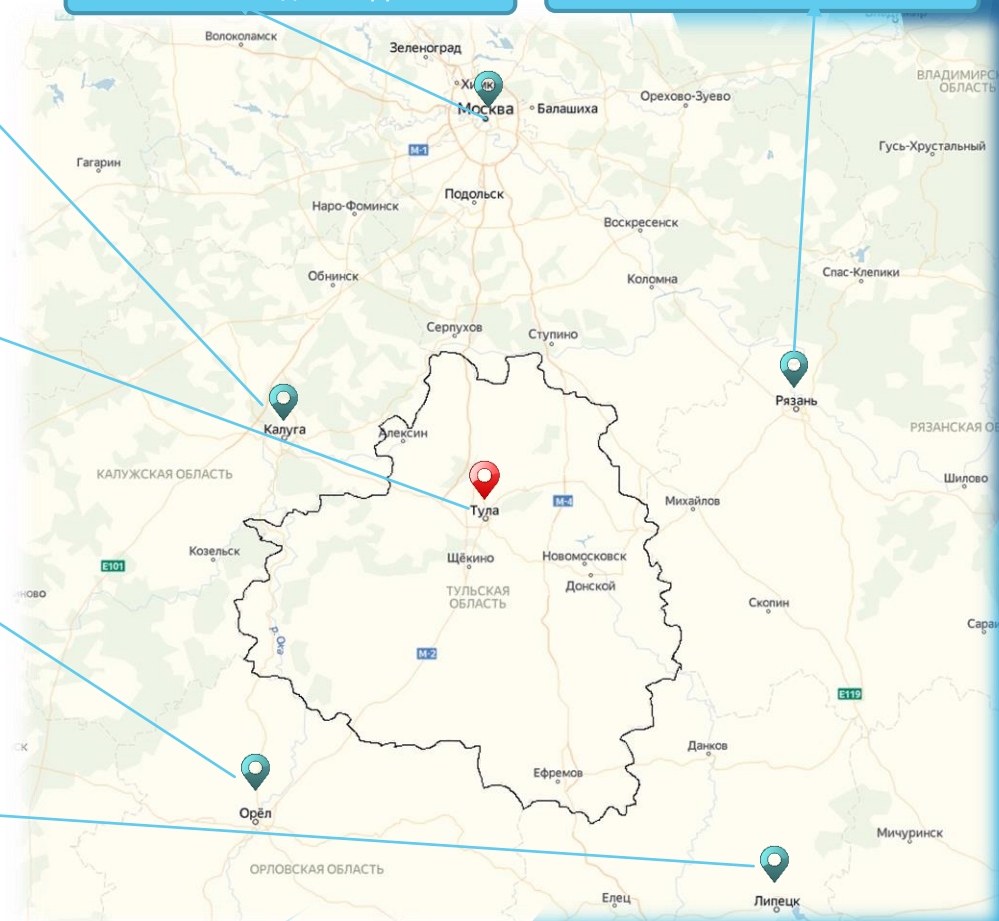 Волоколамск
Зеленоград
Москва
Балашиха
Орехово-Зуево
ВЛАДИМИРС
ОБЛАСТЬ
М-1
Гагарин
Гусь-Хрустальный
Подольск
Наро-Фоминск
Воскресенск
Обнинск
Коломна
Спас-Клепики
Серпухов
Ступино
Рязань
Калуга
Алексин
РЯЗАНСКАЯ ОБ
КАЛУЖСКАЯ ОБЛАСТЬ
Шилово
М-4
Михайлов
Тула
Козельск
Щёкино
Новомосковск
E101
Донской
ТУЛЬСКАЯ
ОБЛАСТЬ
Скопин
р. Ока
М-2
E119
Данков
Ефремов
Орёл
Мичуринск
ОРЛОВСКАЯ ОБЛАСТЬ
Елец
Липецк